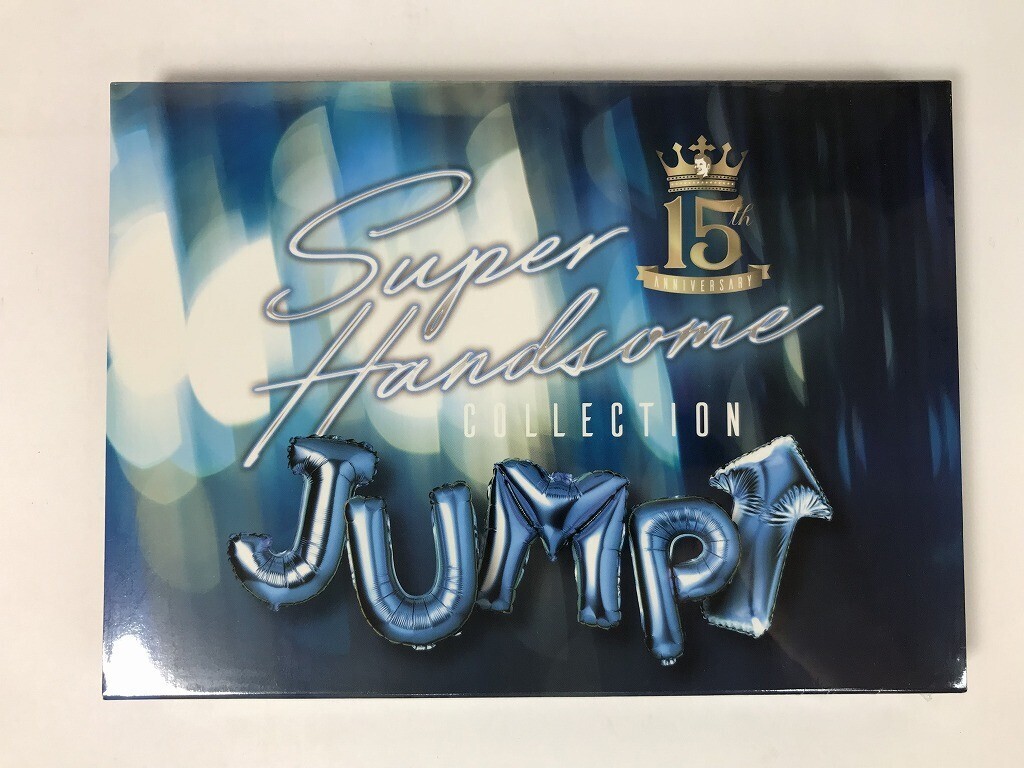 15th
ANNIVERSARY
Super
Handsome
COLLECTION
JUMP↑